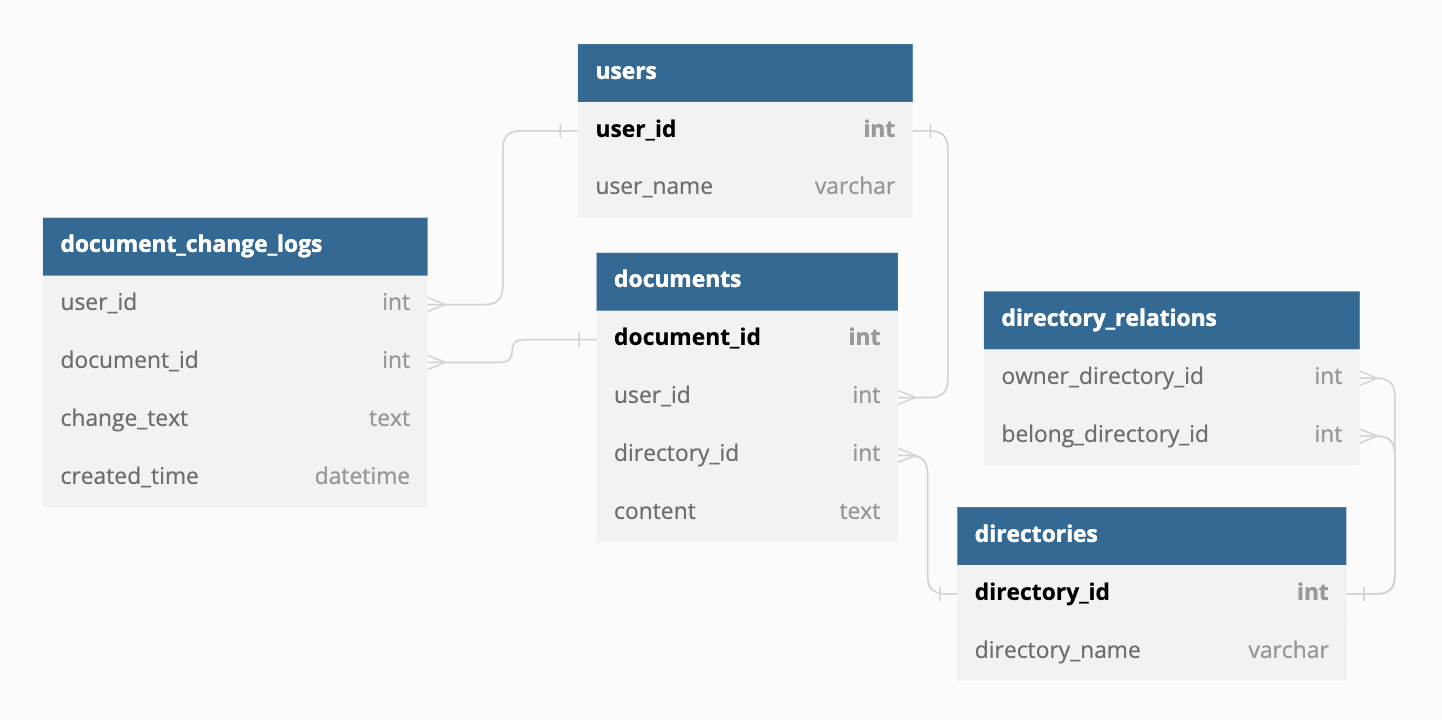 users
user_id int
user_name varchar
document_change_logs
user_id int
document_id int
change_text text
created_time datetime
documents
document_id int
user_id int
directory_id int
content text
directory_relations
owner_directory_id int
belong_directory_id int
directories
directory_id int
directory_name varchar